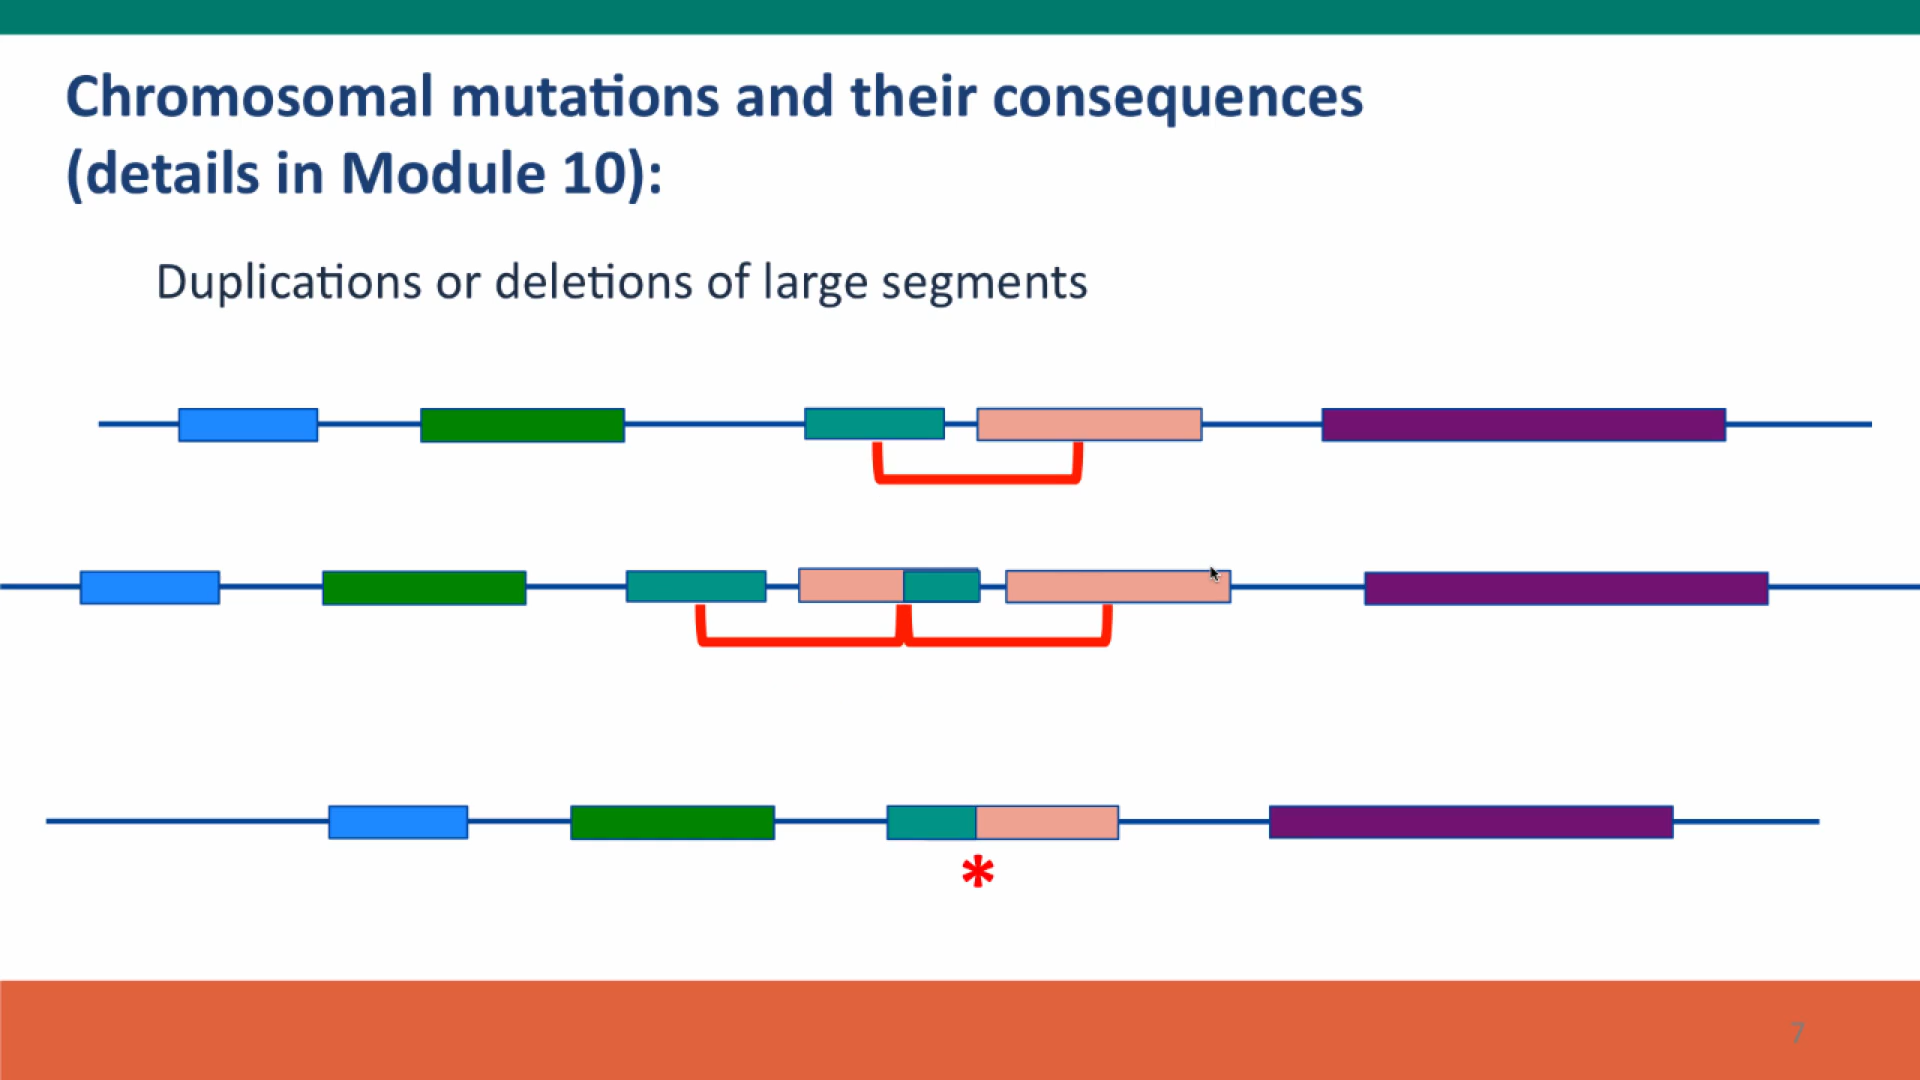 Chromosomal mutations and their consequences
(details in Module 10):
Duplications or deletions of large segments
*
7